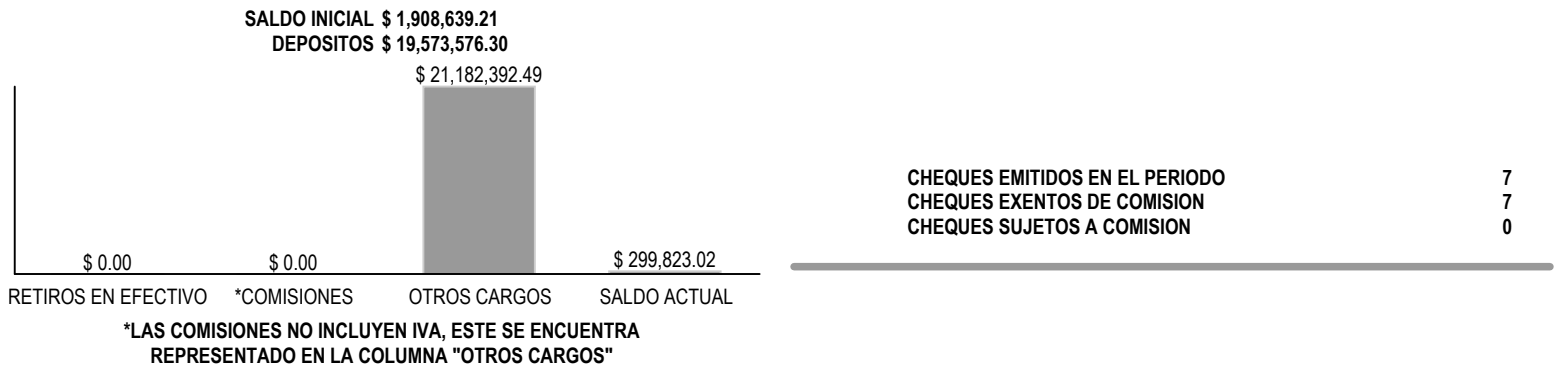 SALDO INICIAL $ 1,908,639.21
DEPOSITOS $ 19,573,576.30
$ 21,182,392.49
$ 0.00 $ 0.00 $ 299,823.02
RETIROS EN EFECTIVO *COMISIONES OTROS CARGOS SALDO ACTUAL
*LAS COMISIONES NO INCLUYEN IVA, ESTE SE ENCUENTRA
REPRESENTADO EN LA COLUMNA "OTROS CARGOS"
CHEQUES EMITIDOS EN EL PERIODO 7
CHEQUES EXENTOS DE COMISION 7
CHEQUES SUJETOS A COMISION 0